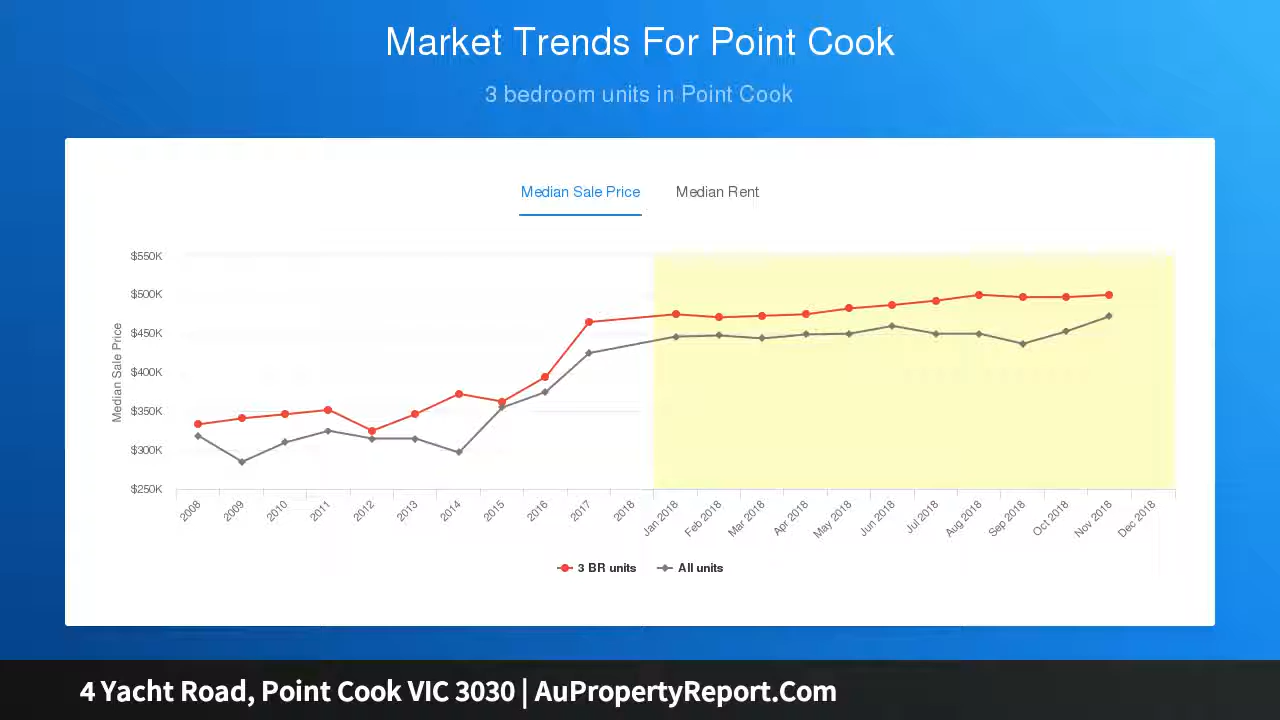 Market Trends For Point Cook
3 bedroom units in Point Cook
Median Sale Price Median Rent
Median Sale Price
$550K
$500K
$450K
$400K
$350K
$300K
$250K
2008 2009 2010 2011 2012 2013 2014 2015 2016 2017 2018 Jan 2018 Feb 2018 Mar 2018 Apr 2018 May 2018 Jun 2018 Jul 2018 Aug 2018 Sep 2018 Oct 2018 Nov 2018 Dec 2018
3 BR units All units
4 Yacht Road, Point Cook VIC 3030 | AuPropertyReport.Com